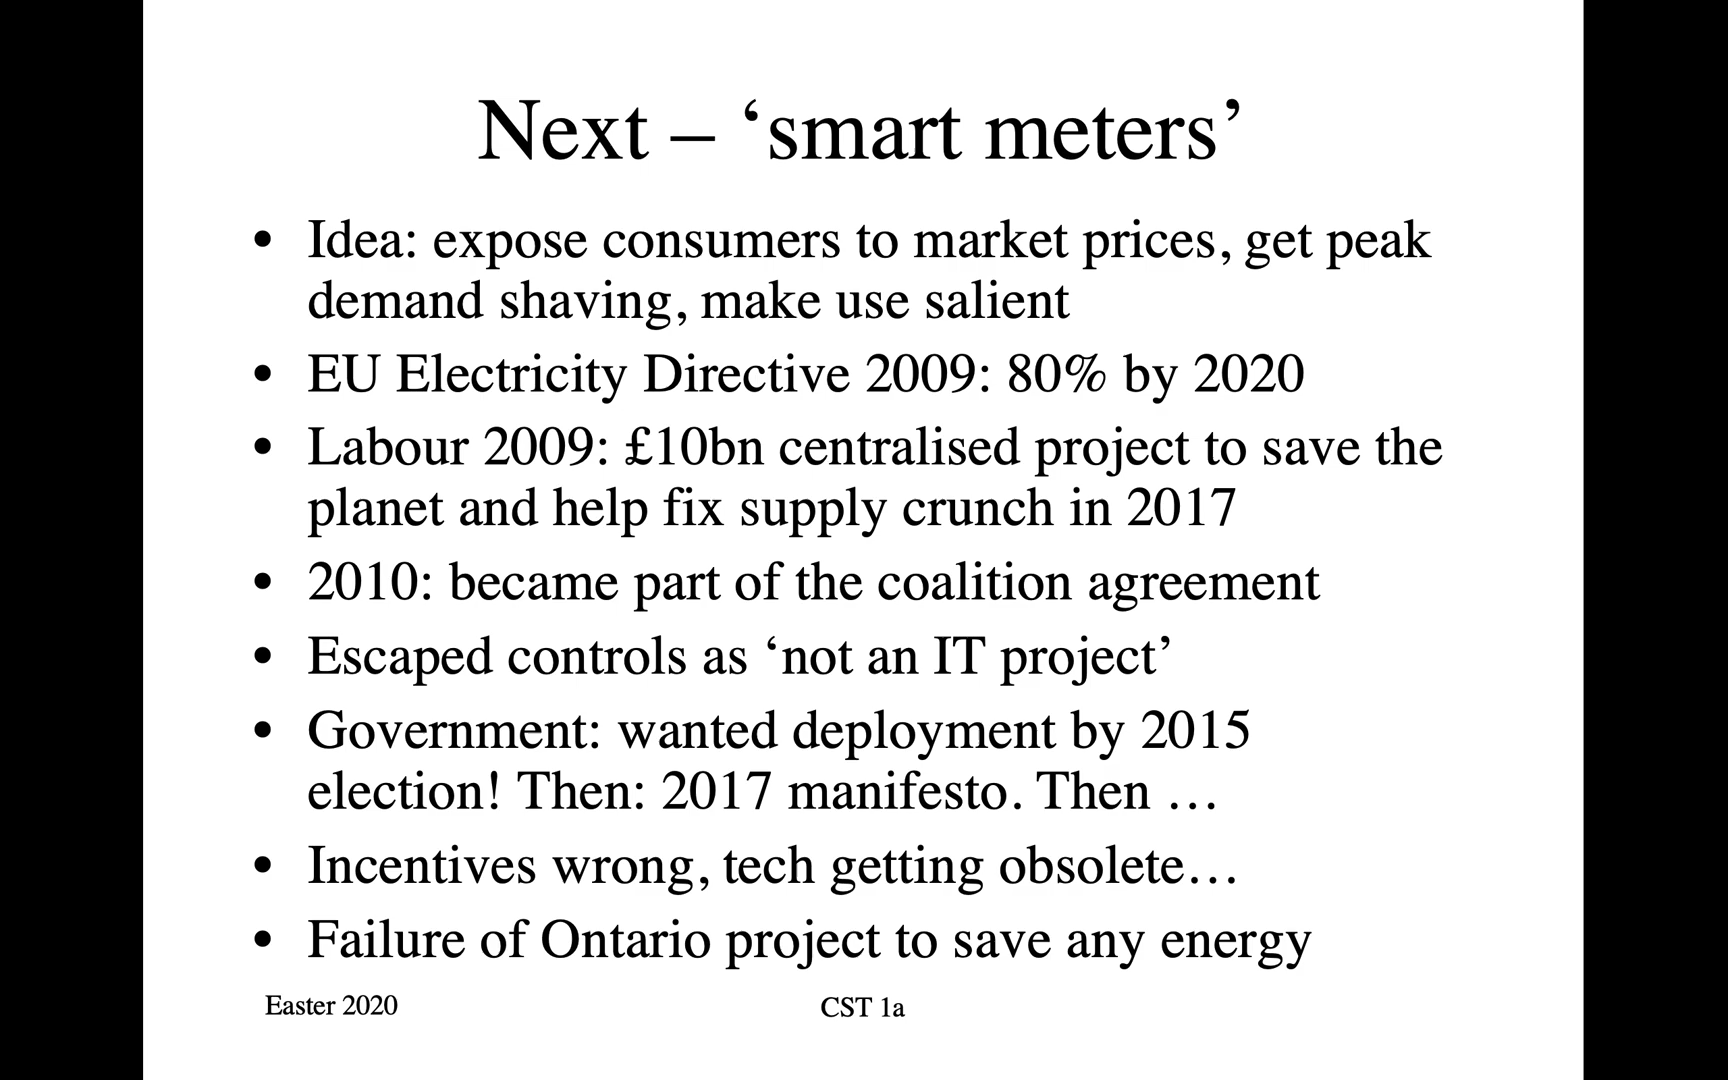 Next – ‘smart meters’
• Idea: expose consumers to market prices, get peak
demand shaving, make use salient
• EU Electricity Directive 2009: 80% by 2020
• Labour 2009: £10bn centralised project to save the
planet and help fix supply crunch in 2017
• 2010: became part of the coalition agreement
• Escaped controls as ‘not an IT project’
• Government: wanted deployment by 2015
election! Then: 2017 manifesto. Then …
• Incentives wrong, tech getting obsolete…
• Failure of Ontario project to save any energy
Easter 2020
CST 1a